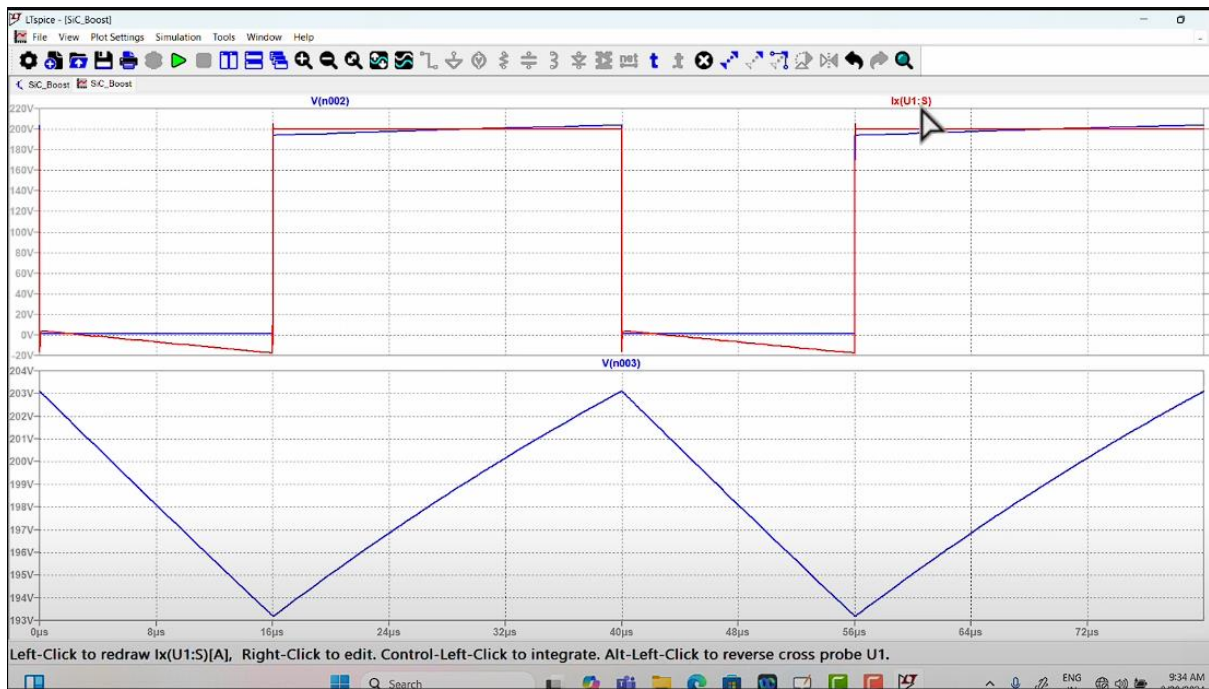 LTspice - [SiC_Boost]
File View Plot Settings Simulation Tools Window Help
SiC_Boost SiC_Boost
V(n002) Ix(U1:S)
220V
200V
180V
160V
140V
120V
100V
80V
60V
40V
20V
0V
-20V
V(n003)
204V
203V
202V
201V
200V
199V
198V
197V
196V
195V
194V
193V
0µs 8µs 16µs 24µs 32µs 40µs 48µs 56µs 64µs 72µs
Left-Click to redraw Ix(U1:S)[A], Right-Click to edit. Control-Left-Click to integrate. Alt-Left-Click to reverse cross probe U1.
Search ENG 9:34 AM